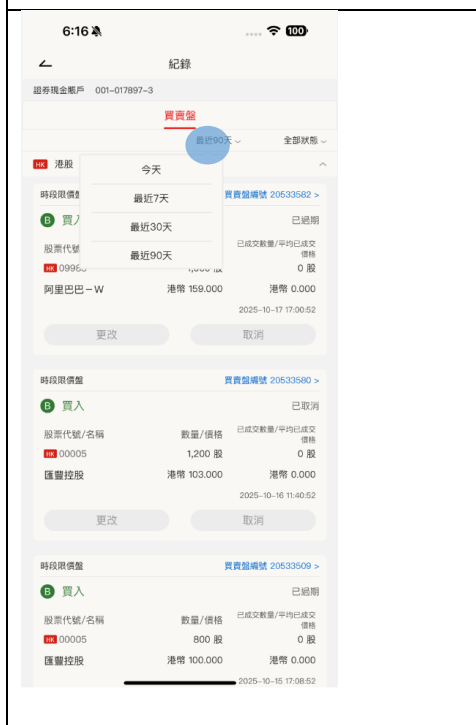 6:16
100
紀錄
證券現金賬戶 001-017897-3
買賣盤
最近90天 全部狀態
HK 港股
今天
最近7天
最近30天
最近90天
時段限價盤 買賣盤編號 20533582 >
B 買入 已過期
股票代號 已成交數量/平均已成交價格
HK 0998 1,000 股 0 股
阿里巴巴－W 港幣 159.000 港幣 0.000
2025-10-17 17:00:52
更改 取消
時段限價盤 買賣盤編號 20533580 >
B 買入 已取消
股票代號/名稱 數量/價格 已成交數量/平均已成交價格
HK 00005 1,200 股 0 股
匯豐控股 港幣 103.000 港幣 0.000
2025-10-16 11:40:52
更改 取消
時段限價盤 買賣盤編號 20533509 >
B 買入 已過期
股票代號/名稱 數量/價格 已成交數量/平均已成交價格
HK 00005 800 股 0 股
匯豐控股 港幣 100.000 港幣 0.000
2025-10-15 17:08:52